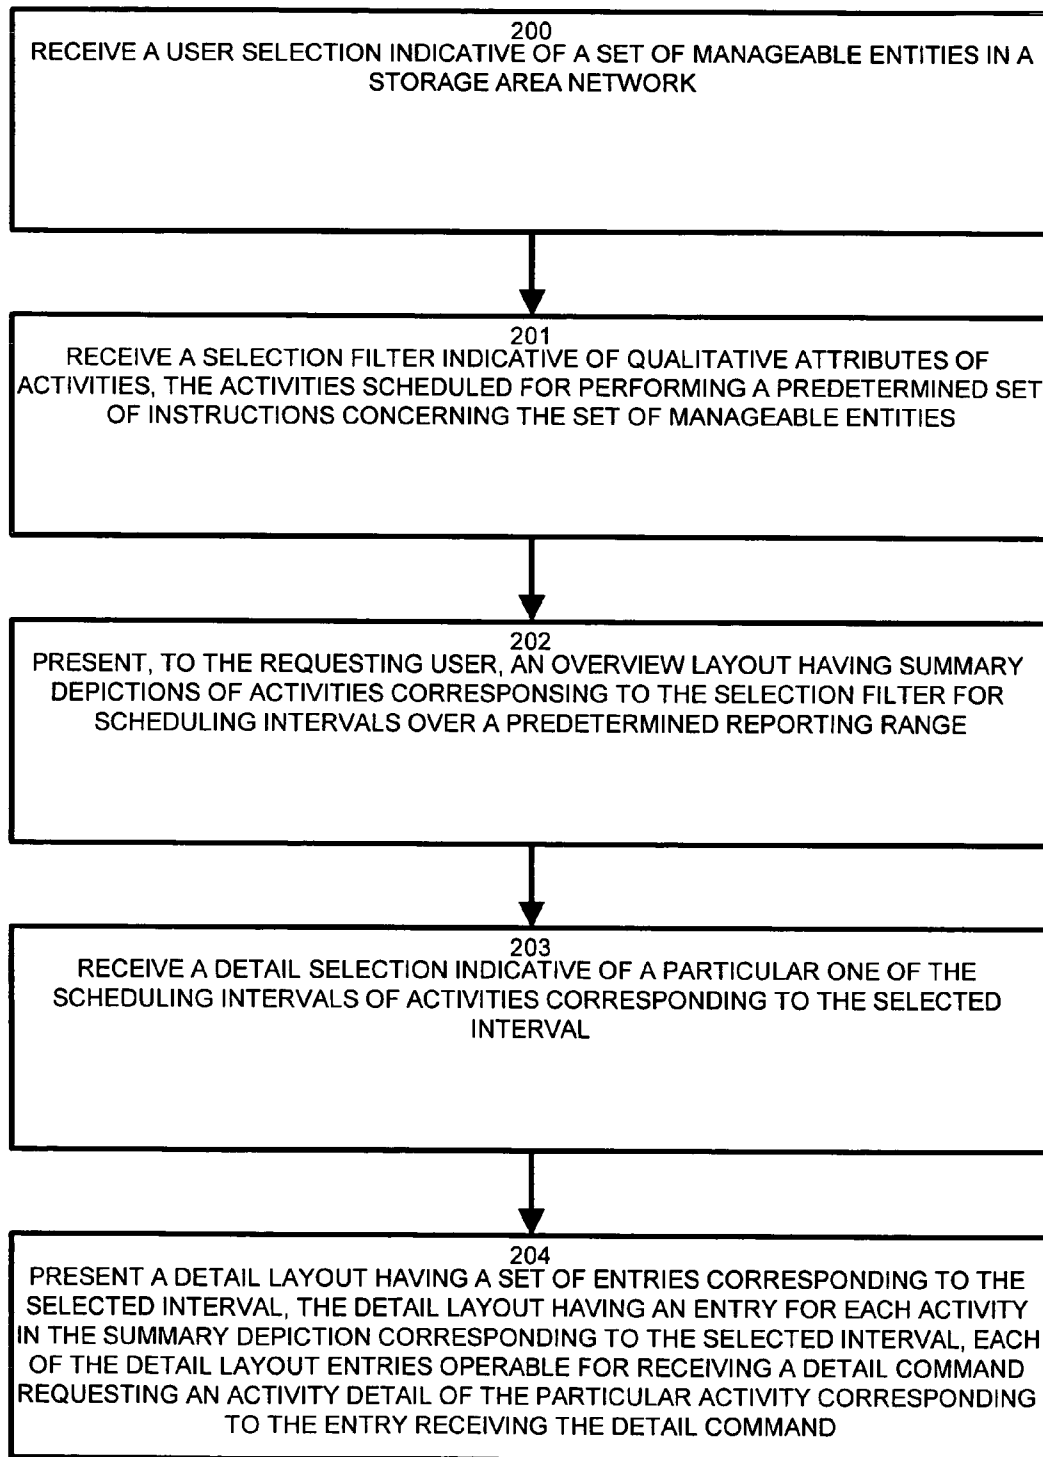 200
RECEIVE A USER SELECTION INDICATIVE OF A SET OF MANAGEABLE ENTITIES IN A
STORAGE AREA NETWORK
201
RECEIVE A SELECTION FILTER INDICATIVE OF QUALITATIVE ATTRIBUTES OF
ACTIVITIES, THE ACTIVITIES SCHEDULED FOR PERFORMING A PREDETERMINED SET
OF INSTRUCTIONS CONCERNING THE SET OF MANAGEABLE ENTITIES
202
PRESENT, TO THE REQUESTING USER, AN OVERVIEW LAYOUT HAVING SUMMARY
DEPICTIONS OF ACTIVITIES CORRESPONSING TO THE SELECTION FILTER FOR
SCHEDULING INTERVALS OVER A PREDETERMINED REPORTING RANGE
203
RECEIVE A DETAIL SELECTION INDICATIVE OF A PARTICULAR ONE OF THE
SCHEDULING INTERVALS OF ACTIVITIES CORRESPONDING TO THE SELECTED
INTERVAL
204
PRESENT A DETAIL LAYOUT HAVING A SET OF ENTRIES CORRESPONDING TO THE
SELECTED INTERVAL, THE DETAIL LAYOUT HAVING AN ENTRY FOR EACH ACTIVITY
IN THE SUMMARY DEPICTION CORRESPONDING TO THE SELECTED INTERVAL, EACH
OF THE DETAIL LAYOUT ENTRIES OPERABLE FOR RECEIVING A DETAIL COMMAND
REQUESTING AN ACTIVITY DETAIL OF THE PARTICULAR ACTIVITY CORRESPONDING
TO THE ENTRY RECEIVING THE DETAIL COMMAND